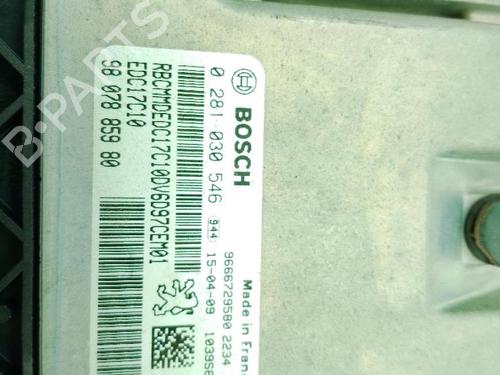 BOSCH
0 281 030 546 944
RBCMMDEDC17C10DV6D97CEM01
EDC17C10
98 078 859 80
Made in
9666729580 2234
15-04-09
B-PARTS